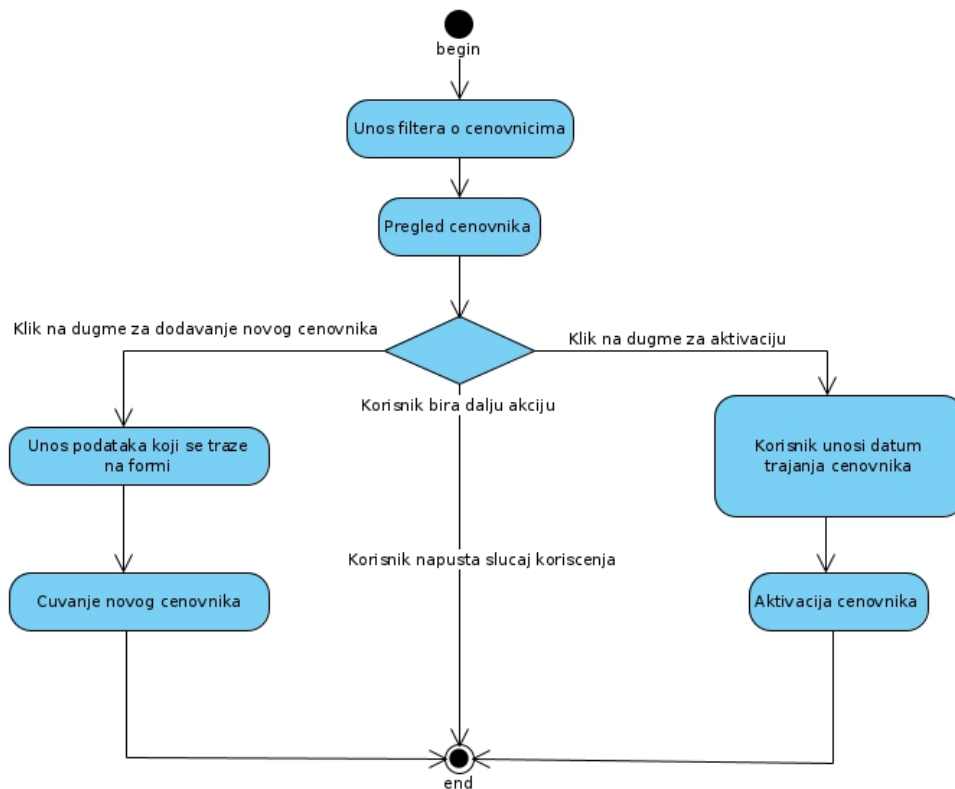 begin
Unos filtera o cenovnicima
Pregled cenovnika
Klik na dugme za dodavanje novog cenovnika
Klik na dugme za aktivaciju
Korisnik bira dalju akciju
Unos podataka koji se traze
na formi
Korisnik unosi datum
trajanja cenovnika
Korisnik napusta slucaj koriscenja
Cuvanje novog cenovnika
Aktivacija cenovnika
end